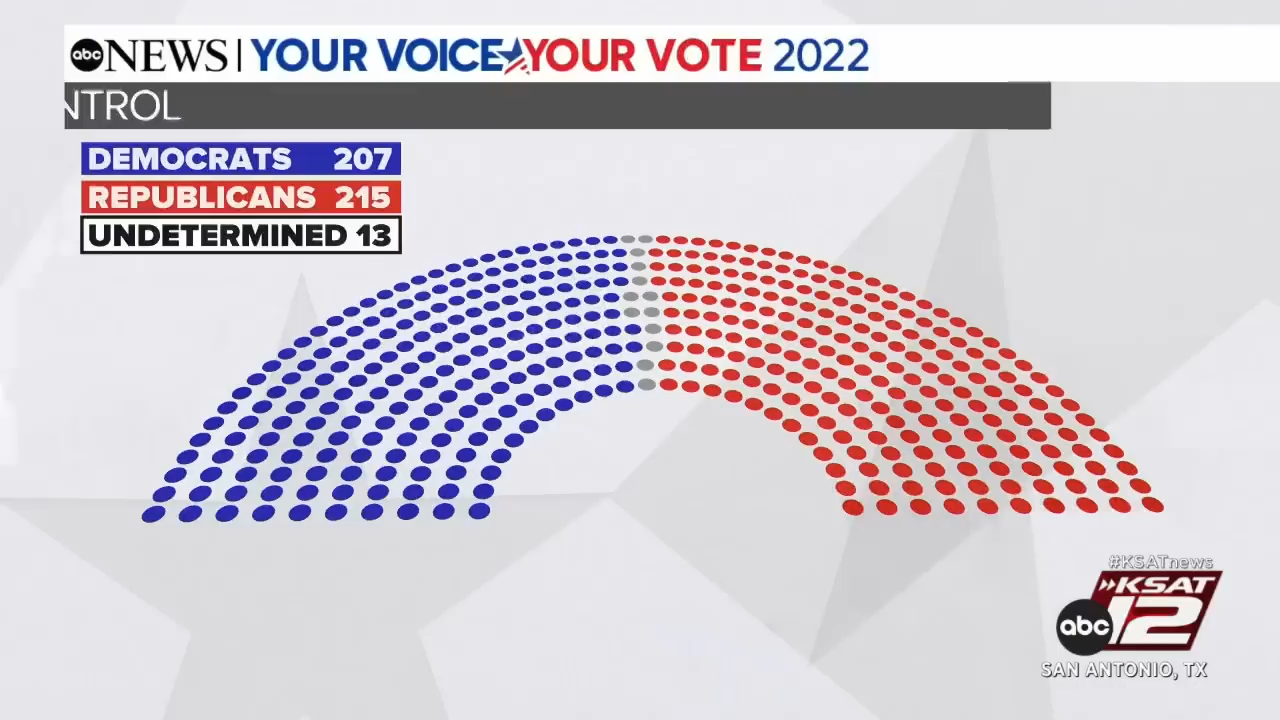 abc NEWS | YOUR VOICE YOUR VOTE 2022
NTROL
DEMOCRATS 207
REPUBLICANS 215
UNDETERMINED 13
#KSATnews
KSAT
abc 12
SAN ANTONIO, TX